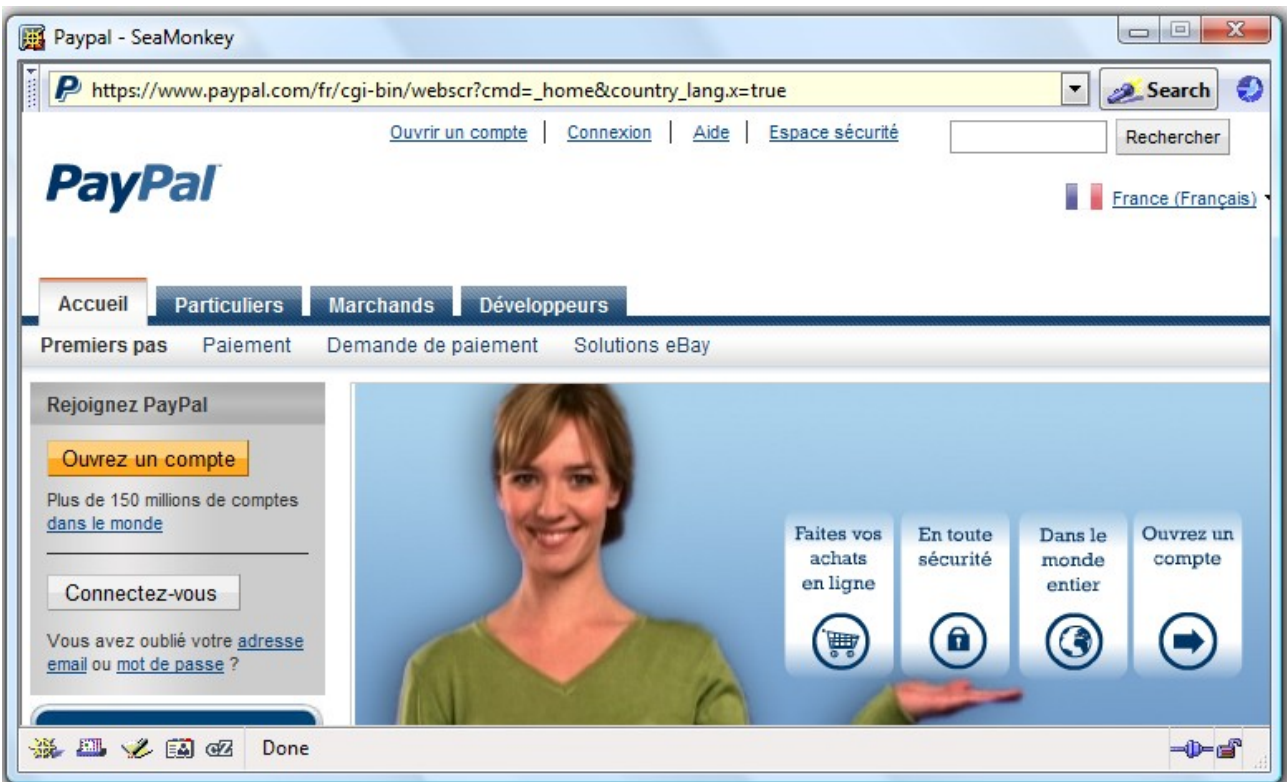 Paypal - SeaMonkey
https://www.paypal.com/fr/cgi-bin/webscr?cmd=_home&country_lang.x=true
Search
Ouvrir un compte | Connexion | Aide | Espace sécurité
Rechercher
PayPal
France (Français)
Accueil Particuliers Marchands Développeurs
Premiers pas Paiement Demande de paiement Solutions eBay
Rejoignez PayPal
Ouvrez un compte
Plus de 150 millions de comptes
dans le monde
Connectez-vous
Vous avez oublié votre adresse
email ou mot de passe ?
Faites vos
achats
en ligne
En toute
sécurité
Dans le
monde
entier
Ouvrez un
compte
cZ Done